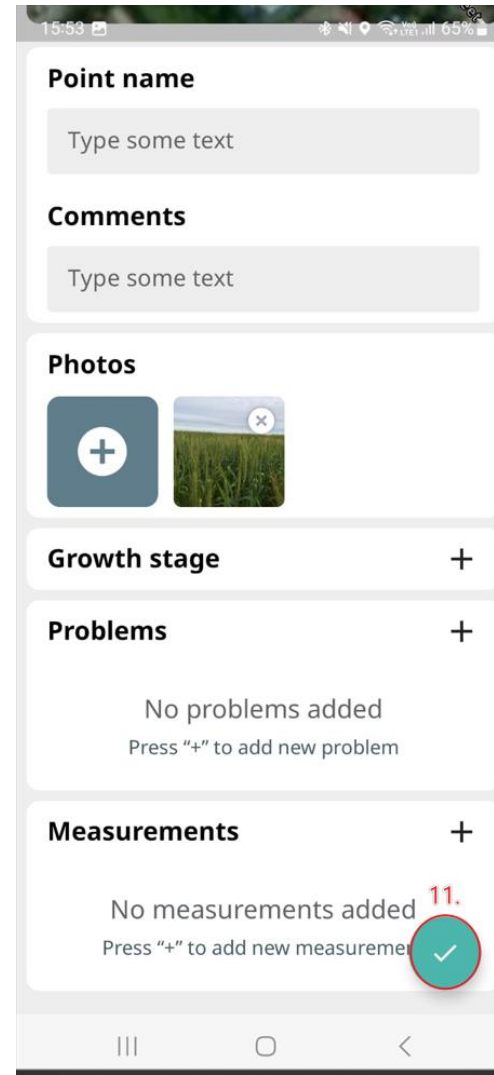 15:53 65%
Point name
Type some text
Comments
Type some text
Photos
Growth stage
Problems
No problems added
Press “+” to add new problem
Measurements
11.
No measurements added
Press “+” to add new measuremen